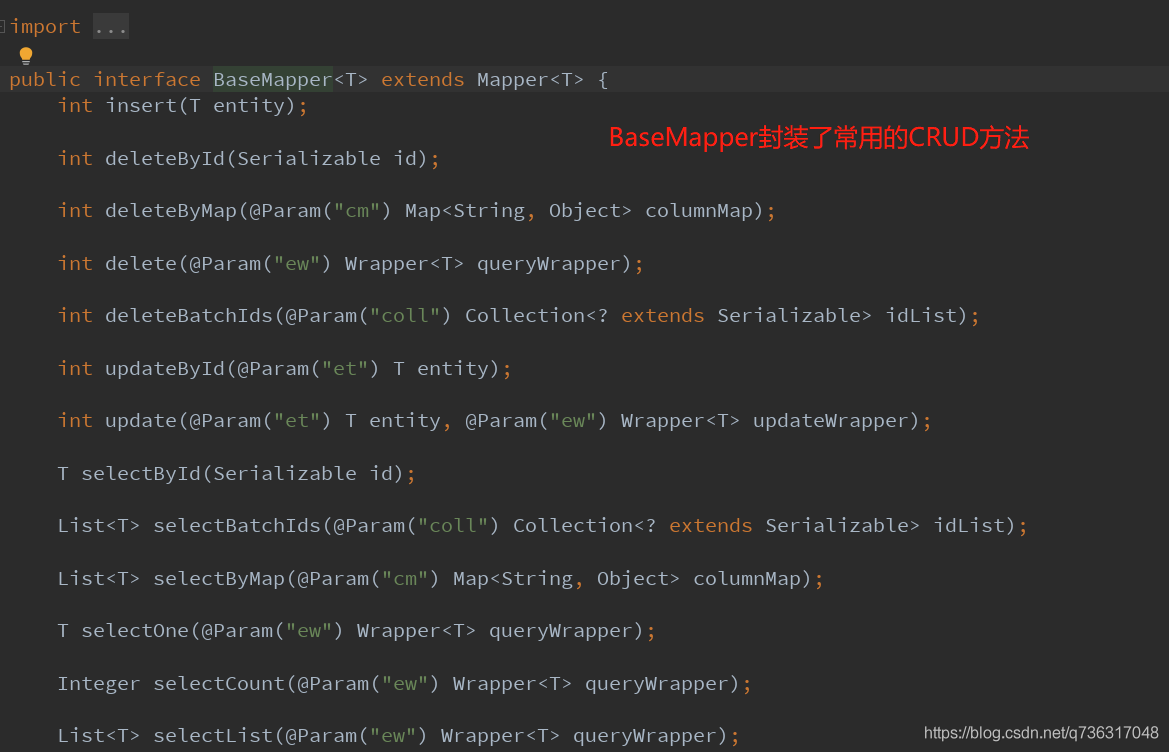 import ...
public interface BaseMapper<T> extends Mapper<T> {
int insert(T entity);
BaseMapper封装了常用的CRUD方法
int deleteById(Serializable id);
int deleteByMap(@Param("cm") Map<String, Object> columnMap);
int delete(@Param("ew") Wrapper<T> queryWrapper);
int deleteBatchIds(@Param("coll") Collection<? extends Serializable> idList);
int updateById(@Param("et") T entity);
int update(@Param("et") T entity, @Param("ew") Wrapper<T> updateWrapper);
T selectById(Serializable id);
List<T> selectBatchIds(@Param("coll") Collection<? extends Serializable> idList);
List<T> selectByMap(@Param("cm") Map<String, Object> columnMap);
T selectOne(@Param("ew") Wrapper<T> queryWrapper);
Integer selectCount(@Param("ew") Wrapper<T> queryWrapper);
List<T> selectList(@Param("ew") Wrapper<T> queryWrapper);
https://blog.csdn.net/q736317048